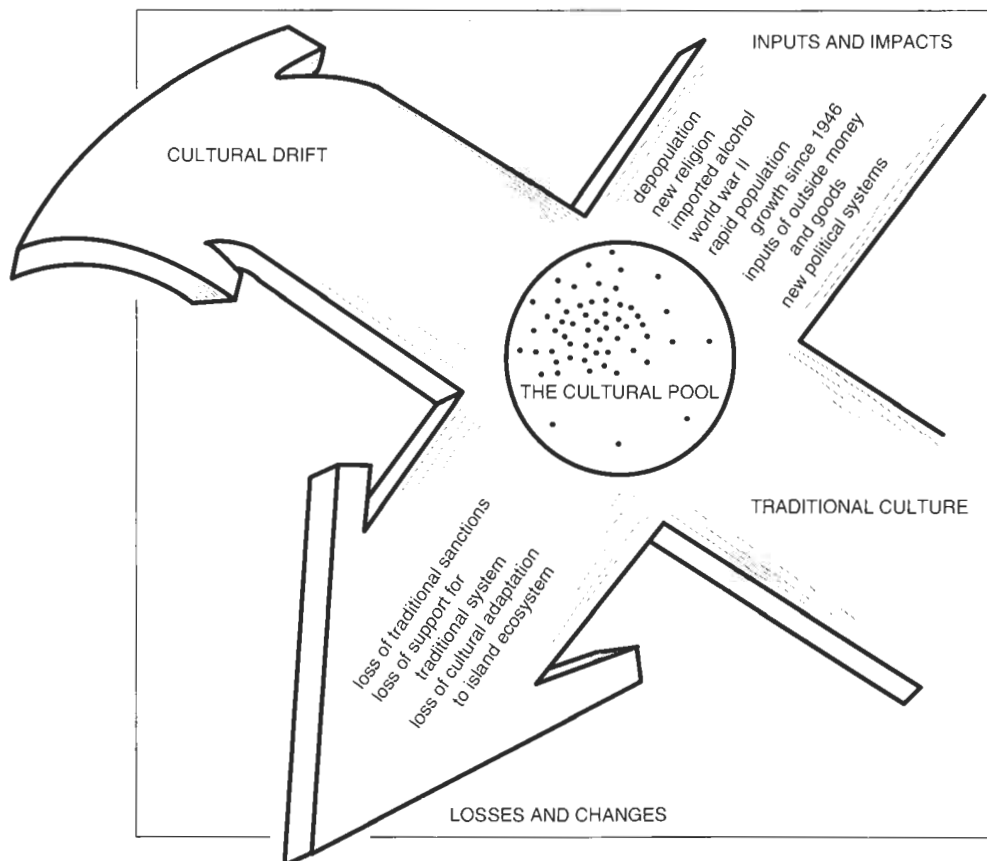 INPUTS AND IMPACTS
CULTURAL DRIFT
depopulation
new religion
imported alcohol
world war II
rapid population
growth since 1946
inputs of outside money
and goods
new political systems
THE CULTURAL POOL
TRADITIONAL CULTURE
loss of traditional sanctions
loss of support for
traditional system
loss of cultural adaptation
to island ecosystem
LOSSES AND CHANGES